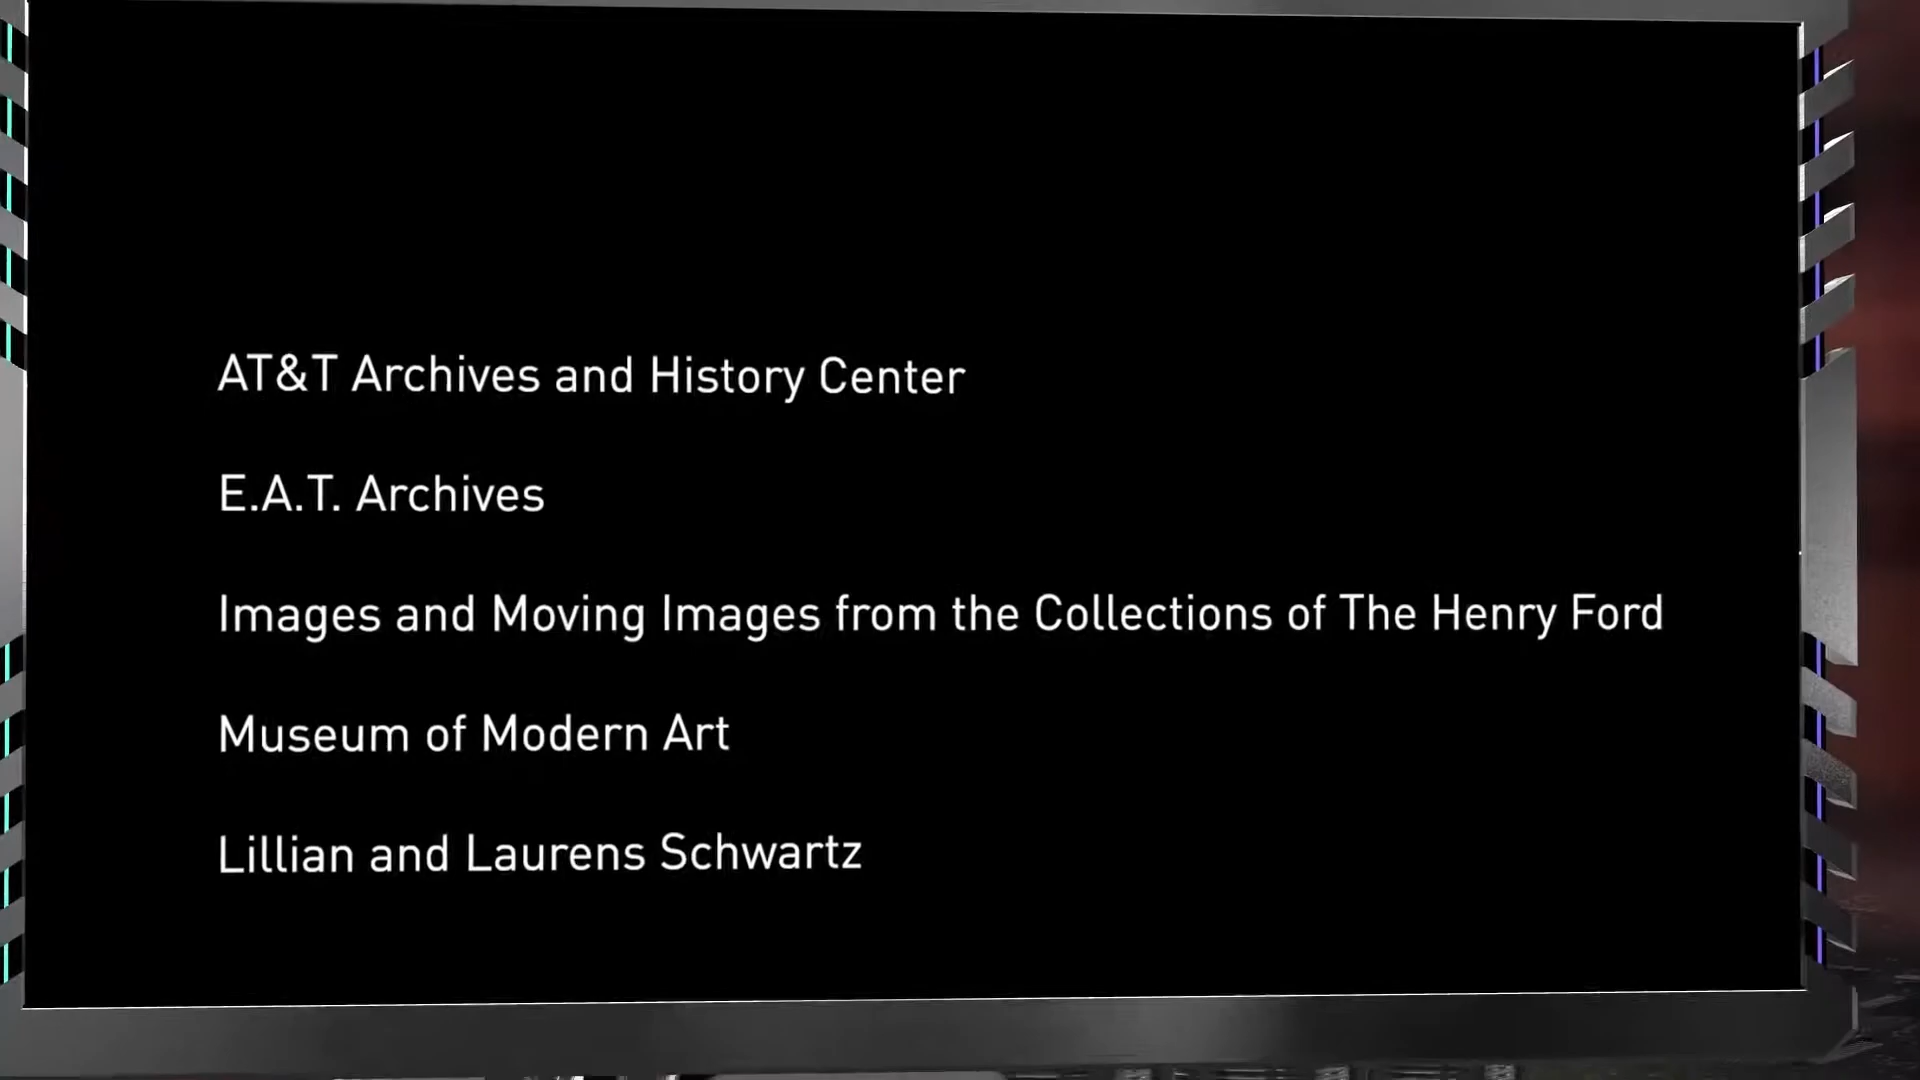 AT&T Archives and History Center
E.A.T. Archives
Images and Moving Images from the Collections of The Henry Ford
Museum of Modern Art
Lillian and Laurens Schwartz